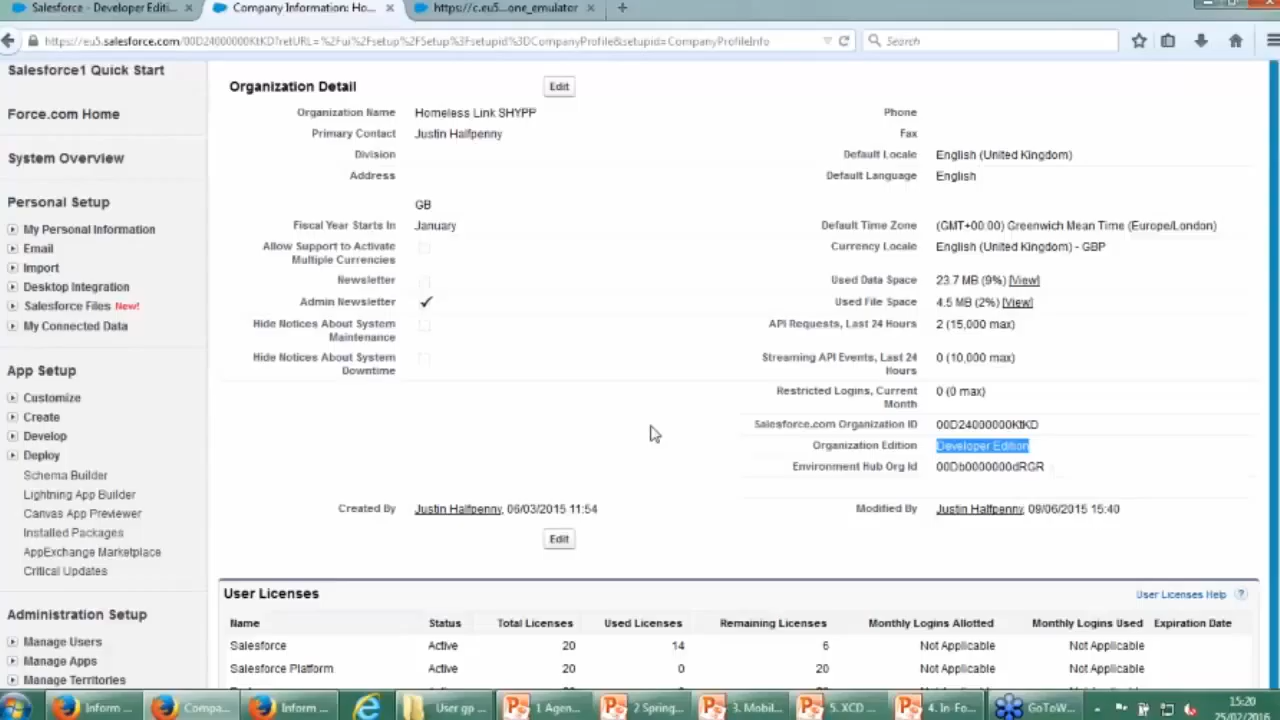 Salesforce - Developer Editi...
Company Information: Ho...
https://c.eu5...one_emulator
https://eu5.salesforce.com/00D24000000KtKD?retURL=%2Fui%2Fsetup%2FSetup%3Fsetupid%3DCompanyProfile&setupid=CompanyProfileInfo
Search
Salesforce1 Quick Start
Force.com Home
System Overview
Personal Setup
My Personal Information
Email
Import
Desktop Integration
Salesforce Files New!
My Connected Data
App Setup
Customize
Create
Develop
Deploy
Schema Builder
Lightning App Builder
Canvas App Previewer
Installed Packages
AppExchange Marketplace
Critical Updates
Administration Setup
Manage Users
Manage Apps
Manage Territories
Organization Detail
Edit
Organization Name Homeless Link SHYPP
Primary Contact Justin Halfpenny
Division
Address
GB
Fiscal Year Starts In January
Allow Support to Activate
Multiple Currencies
Newsletter
Admin Newsletter ✓
Hide Notices About System
Maintenance
Hide Notices About System
Downtime
Phone
Fax
Default Locale English (United Kingdom)
Default Language English
Default Time Zone (GMT+00:00) Greenwich Mean Time (Europe/London)
Currency Locale English (United Kingdom) - GBP
Used Data Space 23.7 MB (9%) [View]
Used File Space 4.5 MB (2%) [View]
API Requests, Last 24 Hours 2 (15,000 max)
Streaming API Events, Last 24 0 (10,000 max)
Hours
Restricted Logins, Current 0 (0 max)
Month
Salesforce.com Organization ID 00D24000000KtKD
Organization Edition Developer Edition
Environment Hub Org Id 00Db0000000dRGR
Created By Justin Halfpenny, 06/03/2015 11:54
Modified By Justin Halfpenny, 09/06/2015 15:40
Edit
User Licenses
User Licenses Help ?
Name Status Total Licenses Used Licenses Remaining Licenses Monthly Logins Allotted Monthly Logins Used Expiration Date
Salesforce Active 20 14 6 Not Applicable Not Applicable
Salesforce Platform Active 20 0 20 Not Applicable Not Applicable
Inform ...
Compa...
Inform ...
User gp ...
1 Agen...
2 Spring...
3. Mobil...
5. XCD ...
4. In-Fo...
GoToW...
15:20
25/02/2016